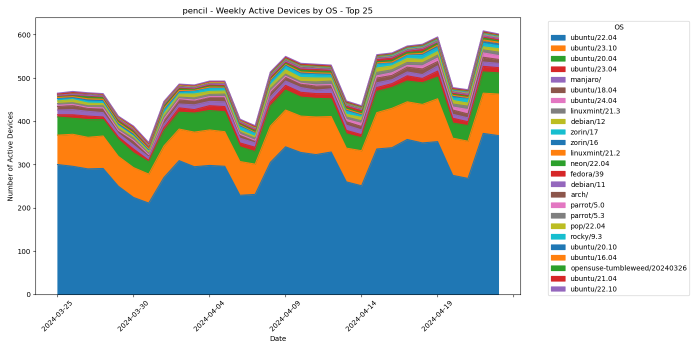 pencil - Weekly Active Devices by OS - Top 25
Number of Active Devices
600
500
400
300
200
100
0
2024-03-25
2024-03-30
2024-04-04
2024-04-09
2024-04-14
2024-04-19
Date
OS
ubuntu/22.04
ubuntu/23.10
ubuntu/20.04
ubuntu/23.04
manjaro/
ubuntu/18.04
ubuntu/24.04
linuxmint/21.3
debian/12
zorin/17
zorin/16
linuxmint/21.2
neon/22.04
fedora/39
debian/11
arch/
parrot/5.0
parrot/5.3
pop/22.04
rocky/9.3
ubuntu/20.10
ubuntu/16.04
opensuse-tumbleweed/20240326
ubuntu/21.04
ubuntu/22.10